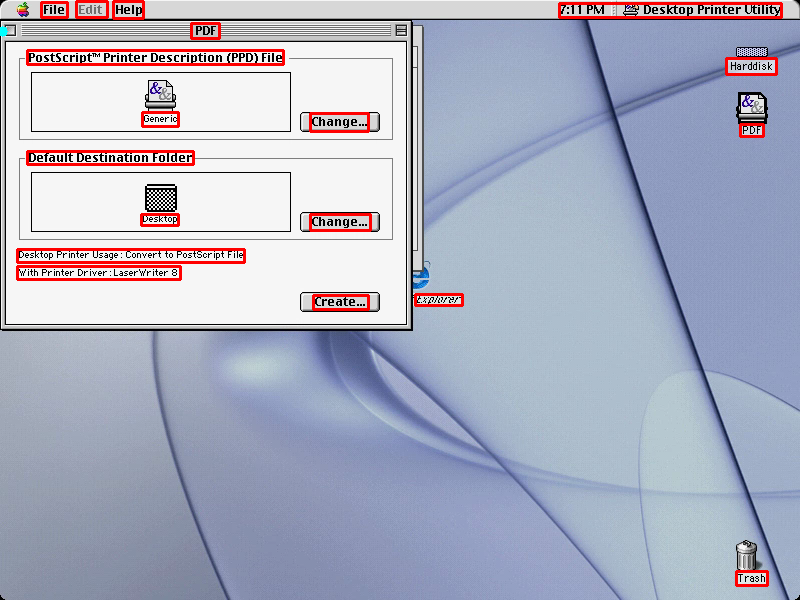 File Edit Help 7:11 PM Desktop Printer Utility
PDF
PostScript™ Printer Description (PPD) File
Generic
Change...
Default Destination Folder
Desktop
Change...
Desktop Printer Usage: Convert to PostScript File
With Printer Driver: LaserWriter 8
Create...
Explorer
Harddisk
PDF
Trash